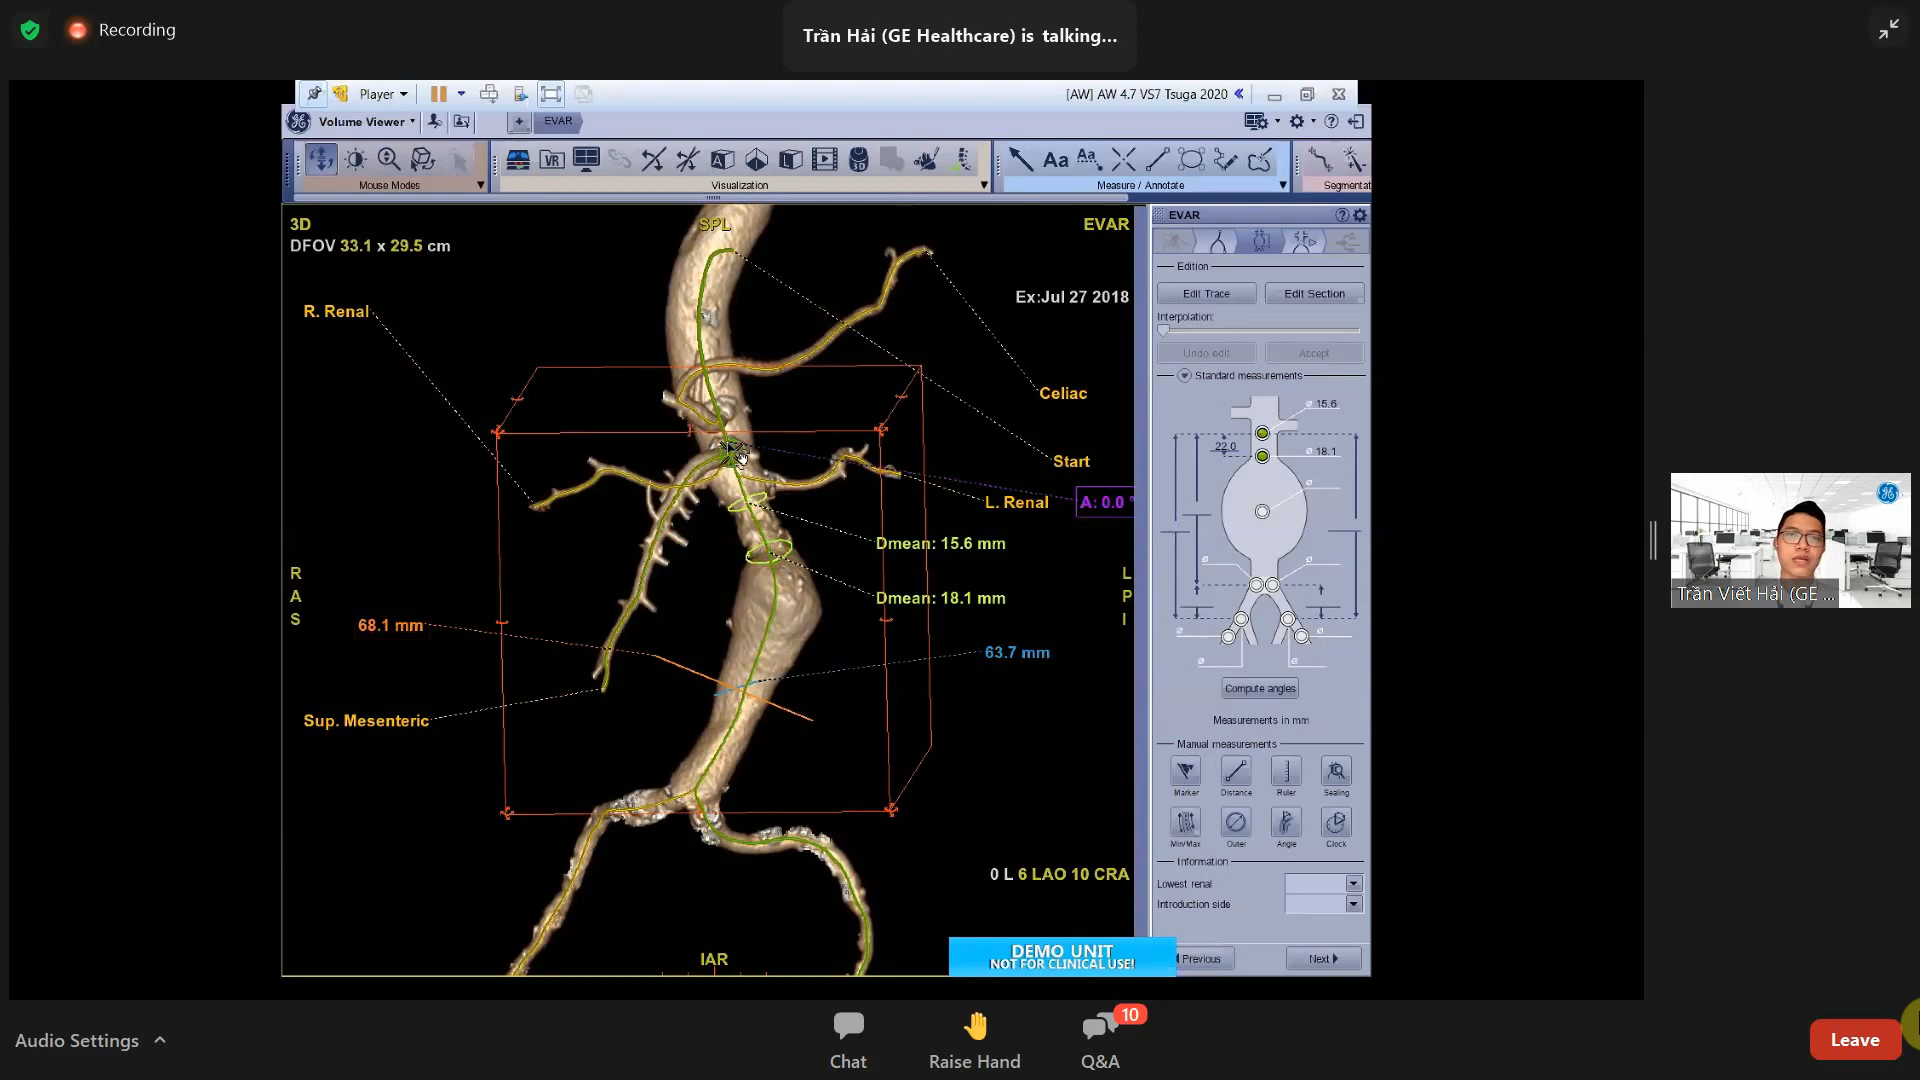 Recording
Trần Hải (GE Healthcare) is talking...
Player
[AW] AW 4.7 VS7 Tsuga 2020
Volume Viewer
EVAR
VR
Aa
Aa
3D
Mouse Modes
Visualization
Measure / Annotate
Segmentat
3D
DFOV 33.1 x 29.5 cm
SPL
EVAR
Ex:Jul 27 2018
R. Renal
Celiac
Start
L. Renal
A: 0.0 °
Dmean: 15.6 mm
Dmean: 18.1 mm
R
A
S
L
P
I
68.1 mm
63.7 mm
Sup. Mesenteric
0 L 6 LAO 10 CRA
IAR
DEMO UNIT
NOT FOR CLINICAL USE!
EVAR
Edition
Edit Trace
Edit Section
Interpolation:
Undo edit
Accept
Standard measurements
Ø 15.6
22.0
Ø 18.1
Compute angles
Measurements in mm
Manual measurements
Marker
Distance
Ruler
Sealing
Min/Max
Outer
Angle
Clock
Information
Lowest renal
Introduction side
Previous
Next
Trần Viết Hải (GE ...
Audio Settings
Chat
Raise Hand
10
Q&A
Leave